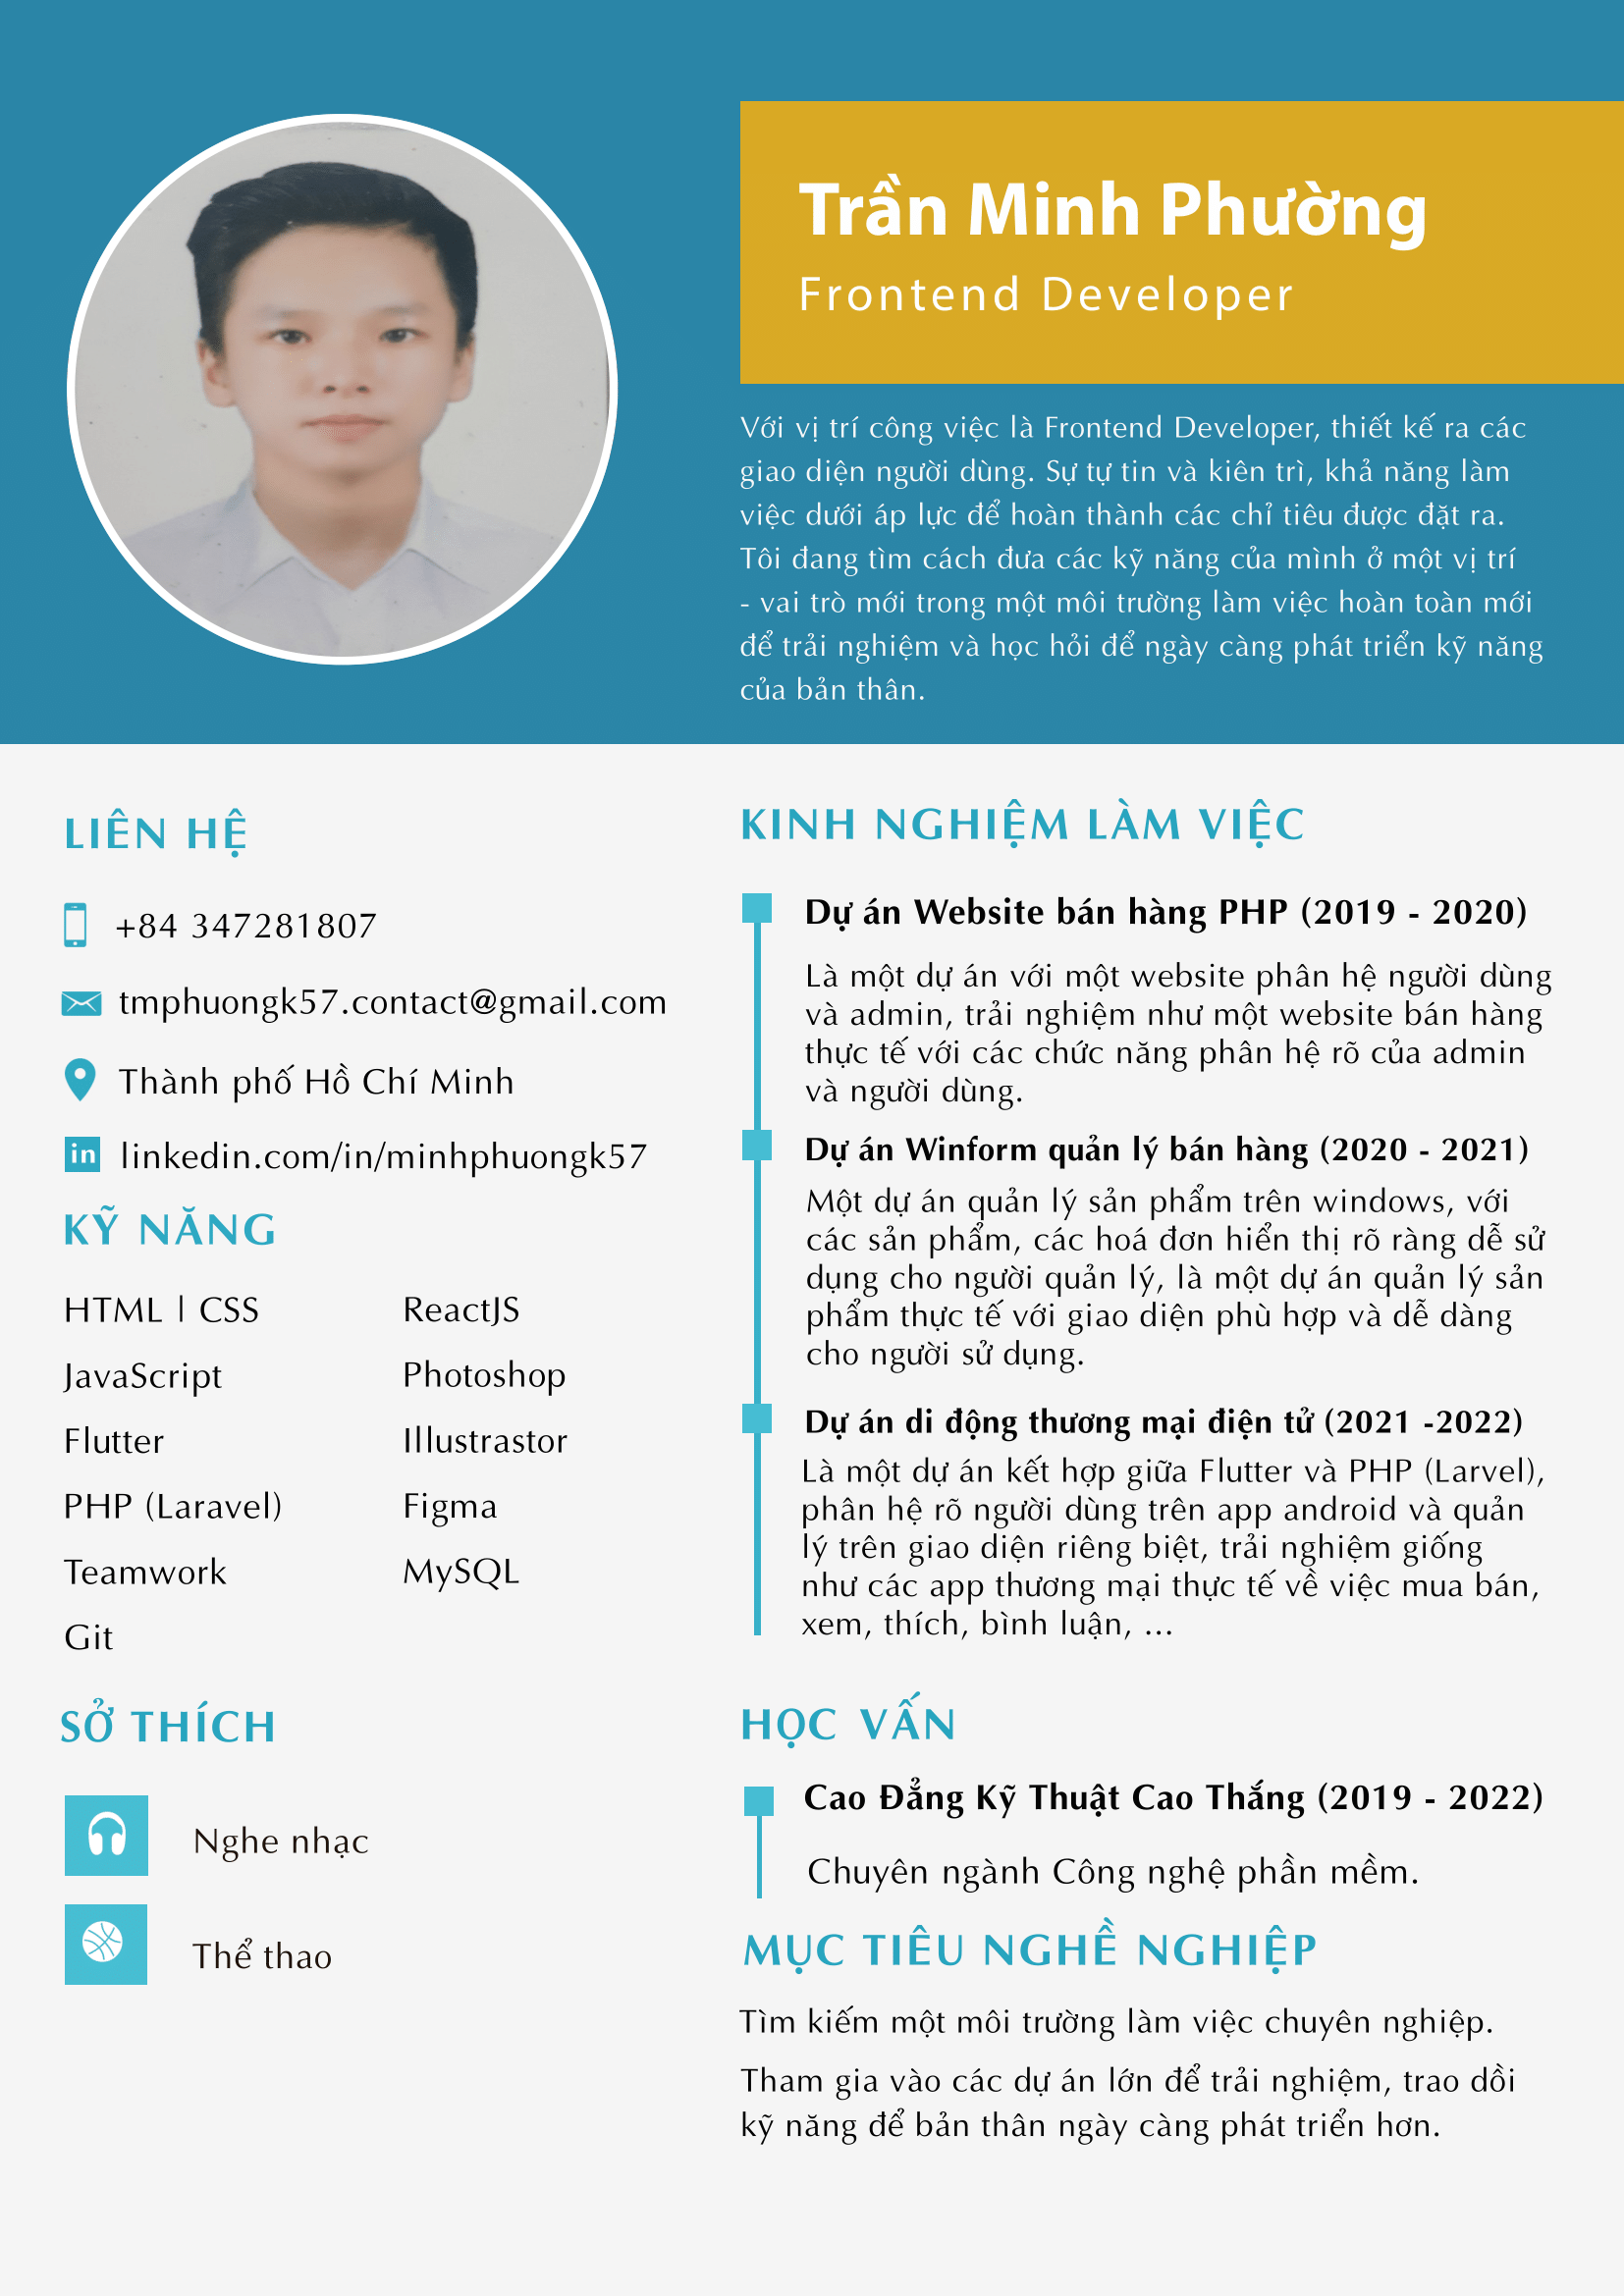 Trần Minh Phường
Frontend Developer
Với vị trí công việc là Frontend Developer, thiết kế ra các
giao diện người dùng. Sự tự tin và kiên trì, khả năng làm
việc dưới áp lực để hoàn thành các chỉ tiêu được đặt ra.
Tôi đang tìm cách đưa các kỹ năng của mình ở một vị trí
- vai trò mới trong một môi trường làm việc hoàn toàn mới
để trải nghiệm và học hỏi để ngày càng phát triển kỹ năng
của bản thân.
LIÊN HỆ
+84 347281807
tmphuongk57.contact@gmail.com
Thành phố Hồ Chí Minh
in linkedin.com/in/minhphuongk57
KỸ NĂNG
HTML | CSS
JavaScript
Flutter
PHP (Laravel)
Teamwork
Git
ReactJS
Photoshop
Illustrastor
Figma
MySQL
SỞ THÍCH
Nghe nhạc
Thể thao
KINH NGHIỆM LÀM VIỆC
Dự án Website bán hàng PHP (2019 - 2020)
Là một dự án với một website phân hệ người dùng
và admin, trải nghiệm như một website bán hàng
thực tế với các chức năng phân hệ rõ của admin
và người dùng.
Dự án Winform quản lý bán hàng (2020 - 2021)
Một dự án quản lý sản phẩm trên windows, với
các sản phẩm, các hoá đơn hiển thị rõ ràng dễ sử
dụng cho người quản lý, là một dự án quản lý sản
phẩm thực tế với giao diện phù hợp và dễ dàng
cho người sử dụng.
Dự án di động thương mại điện tử (2021 -2022)
Là một dự án kết hợp giữa Flutter và PHP (Larvel),
phân hệ rõ người dùng trên app android và quản
lý trên giao diện riêng biệt, trải nghiệm giống
như các app thương mại thực tế về việc mua bán,
xem, thích, bình luận, ...
HỌC VẤN
Cao Đẳng Kỹ Thuật Cao Thắng (2019 - 2022)
Chuyên ngành Công nghệ phần mềm.
MỤC TIÊU NGHỀ NGHIỆP
Tìm kiếm một môi trường làm việc chuyên nghiệp.
Tham gia vào các dự án lớn để trải nghiệm, trao dồi
kỹ năng để bản thân ngày càng phát triển hơn.